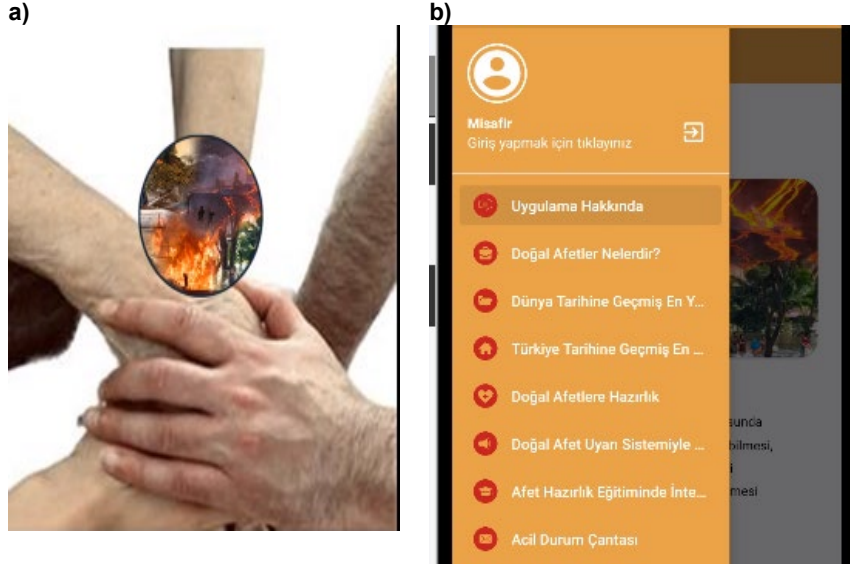 a)
b)
Misafir
Giriş yapmak için tıklayınız
Uygulama Hakkında
Doğal Afetler Nelerdir?
Dünya Tarihine Geçmiş En Y...
Türkiye Tarihine Geçmiş En ...
Doğal Afetlere Hazırlık
Doğal Afet Uyarı Sistemiyle ...
Afet Hazırlık Eğitiminde İnte...
Acil Durum Çantası
sunda
bilmesi,
i
mesi